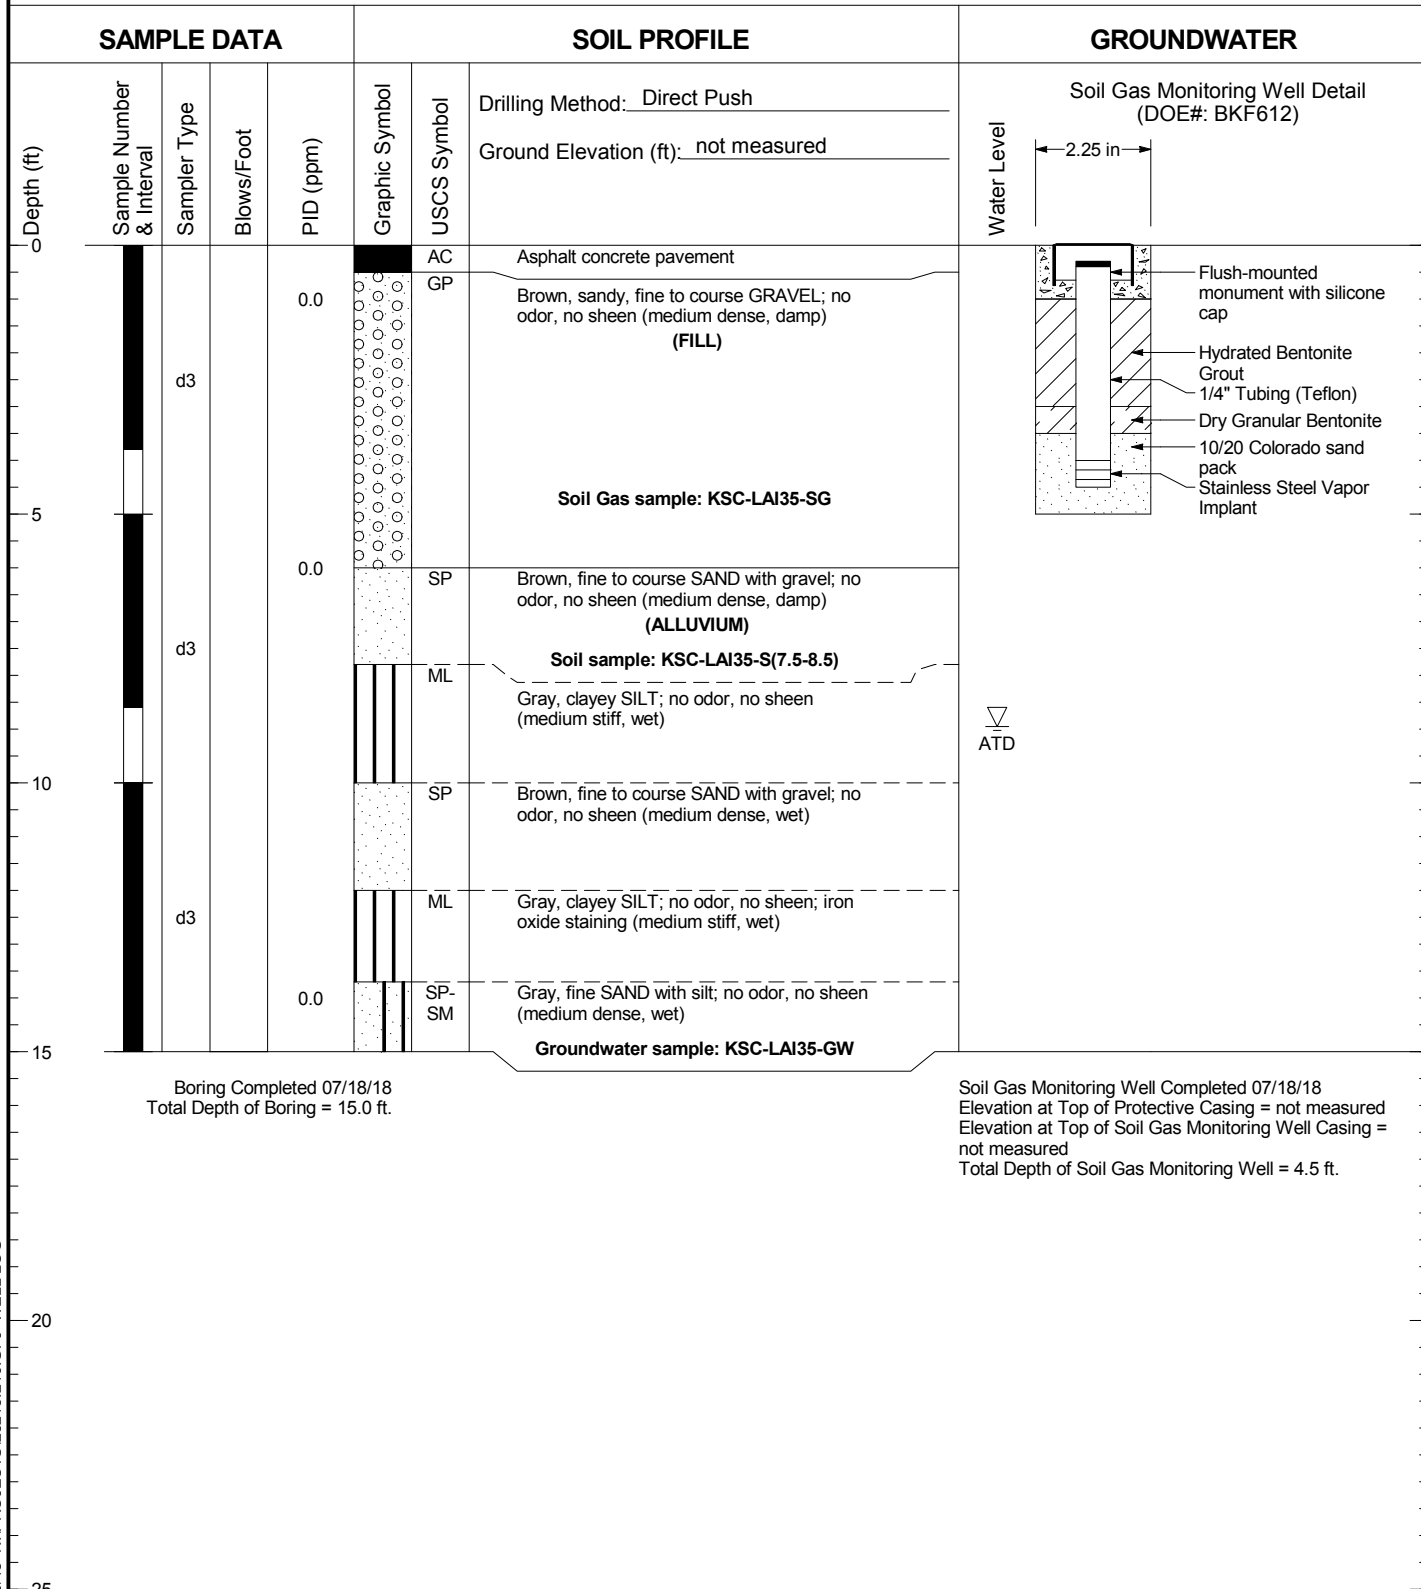 SAMPLE DATA
SOIL PROFILE
GROUNDWATER
Depth (ft)
Sample Number
& Interval
Sampler Type
Blows/Foot
PID (ppm)
Graphic Symbol
USCS Symbol
Drilling Method: Direct Push
Ground Elevation (ft): not measured
Water Level
Soil Gas Monitoring Well Detail
(DOE#: BKF612)
2.25 in
0
AC
Asphalt concrete pavement
GP
0.0
Brown, sandy, fine to course GRAVEL; no
odor, no sheen (medium dense, damp)
(FILL)
d3
Flush-mounted
monument with silicone
cap
Hydrated Bentonite
Grout
1/4" Tubing (Teflon)
Dry Granular Bentonite
10/20 Colorado sand
pack
Stainless Steel Vapor
Implant
Soil Gas sample: KSC-LAI35-SG
5
0.0
SP
Brown, fine to course SAND with gravel; no
odor, no sheen (medium dense, damp)
(ALLUVIUM)
d3
Soil sample: KSC-LAI35-S(7.5-8.5)
ML
Gray, clayey SILT; no odor, no sheen
(medium stiff, wet)
ATD
10
SP
Brown, fine to course SAND with gravel; no
odor, no sheen (medium dense, wet)
d3
ML
Gray, clayey SILT; no odor, no sheen; iron
oxide staining (medium stiff, wet)
0.0
SP-
SM
Gray, fine SAND with silt; no odor, no sheen
(medium dense, wet)
Groundwater sample: KSC-LAI35-GW
15
Boring Completed 07/18/18
Total Depth of Boring = 15.0 ft.
Soil Gas Monitoring Well Completed 07/18/18
Elevation at Top of Protective Casing = not measured
Elevation at Top of Soil Gas Monitoring Well Casing =
not measured
Total Depth of Soil Gas Monitoring Well = 4.5 ft.
20
25